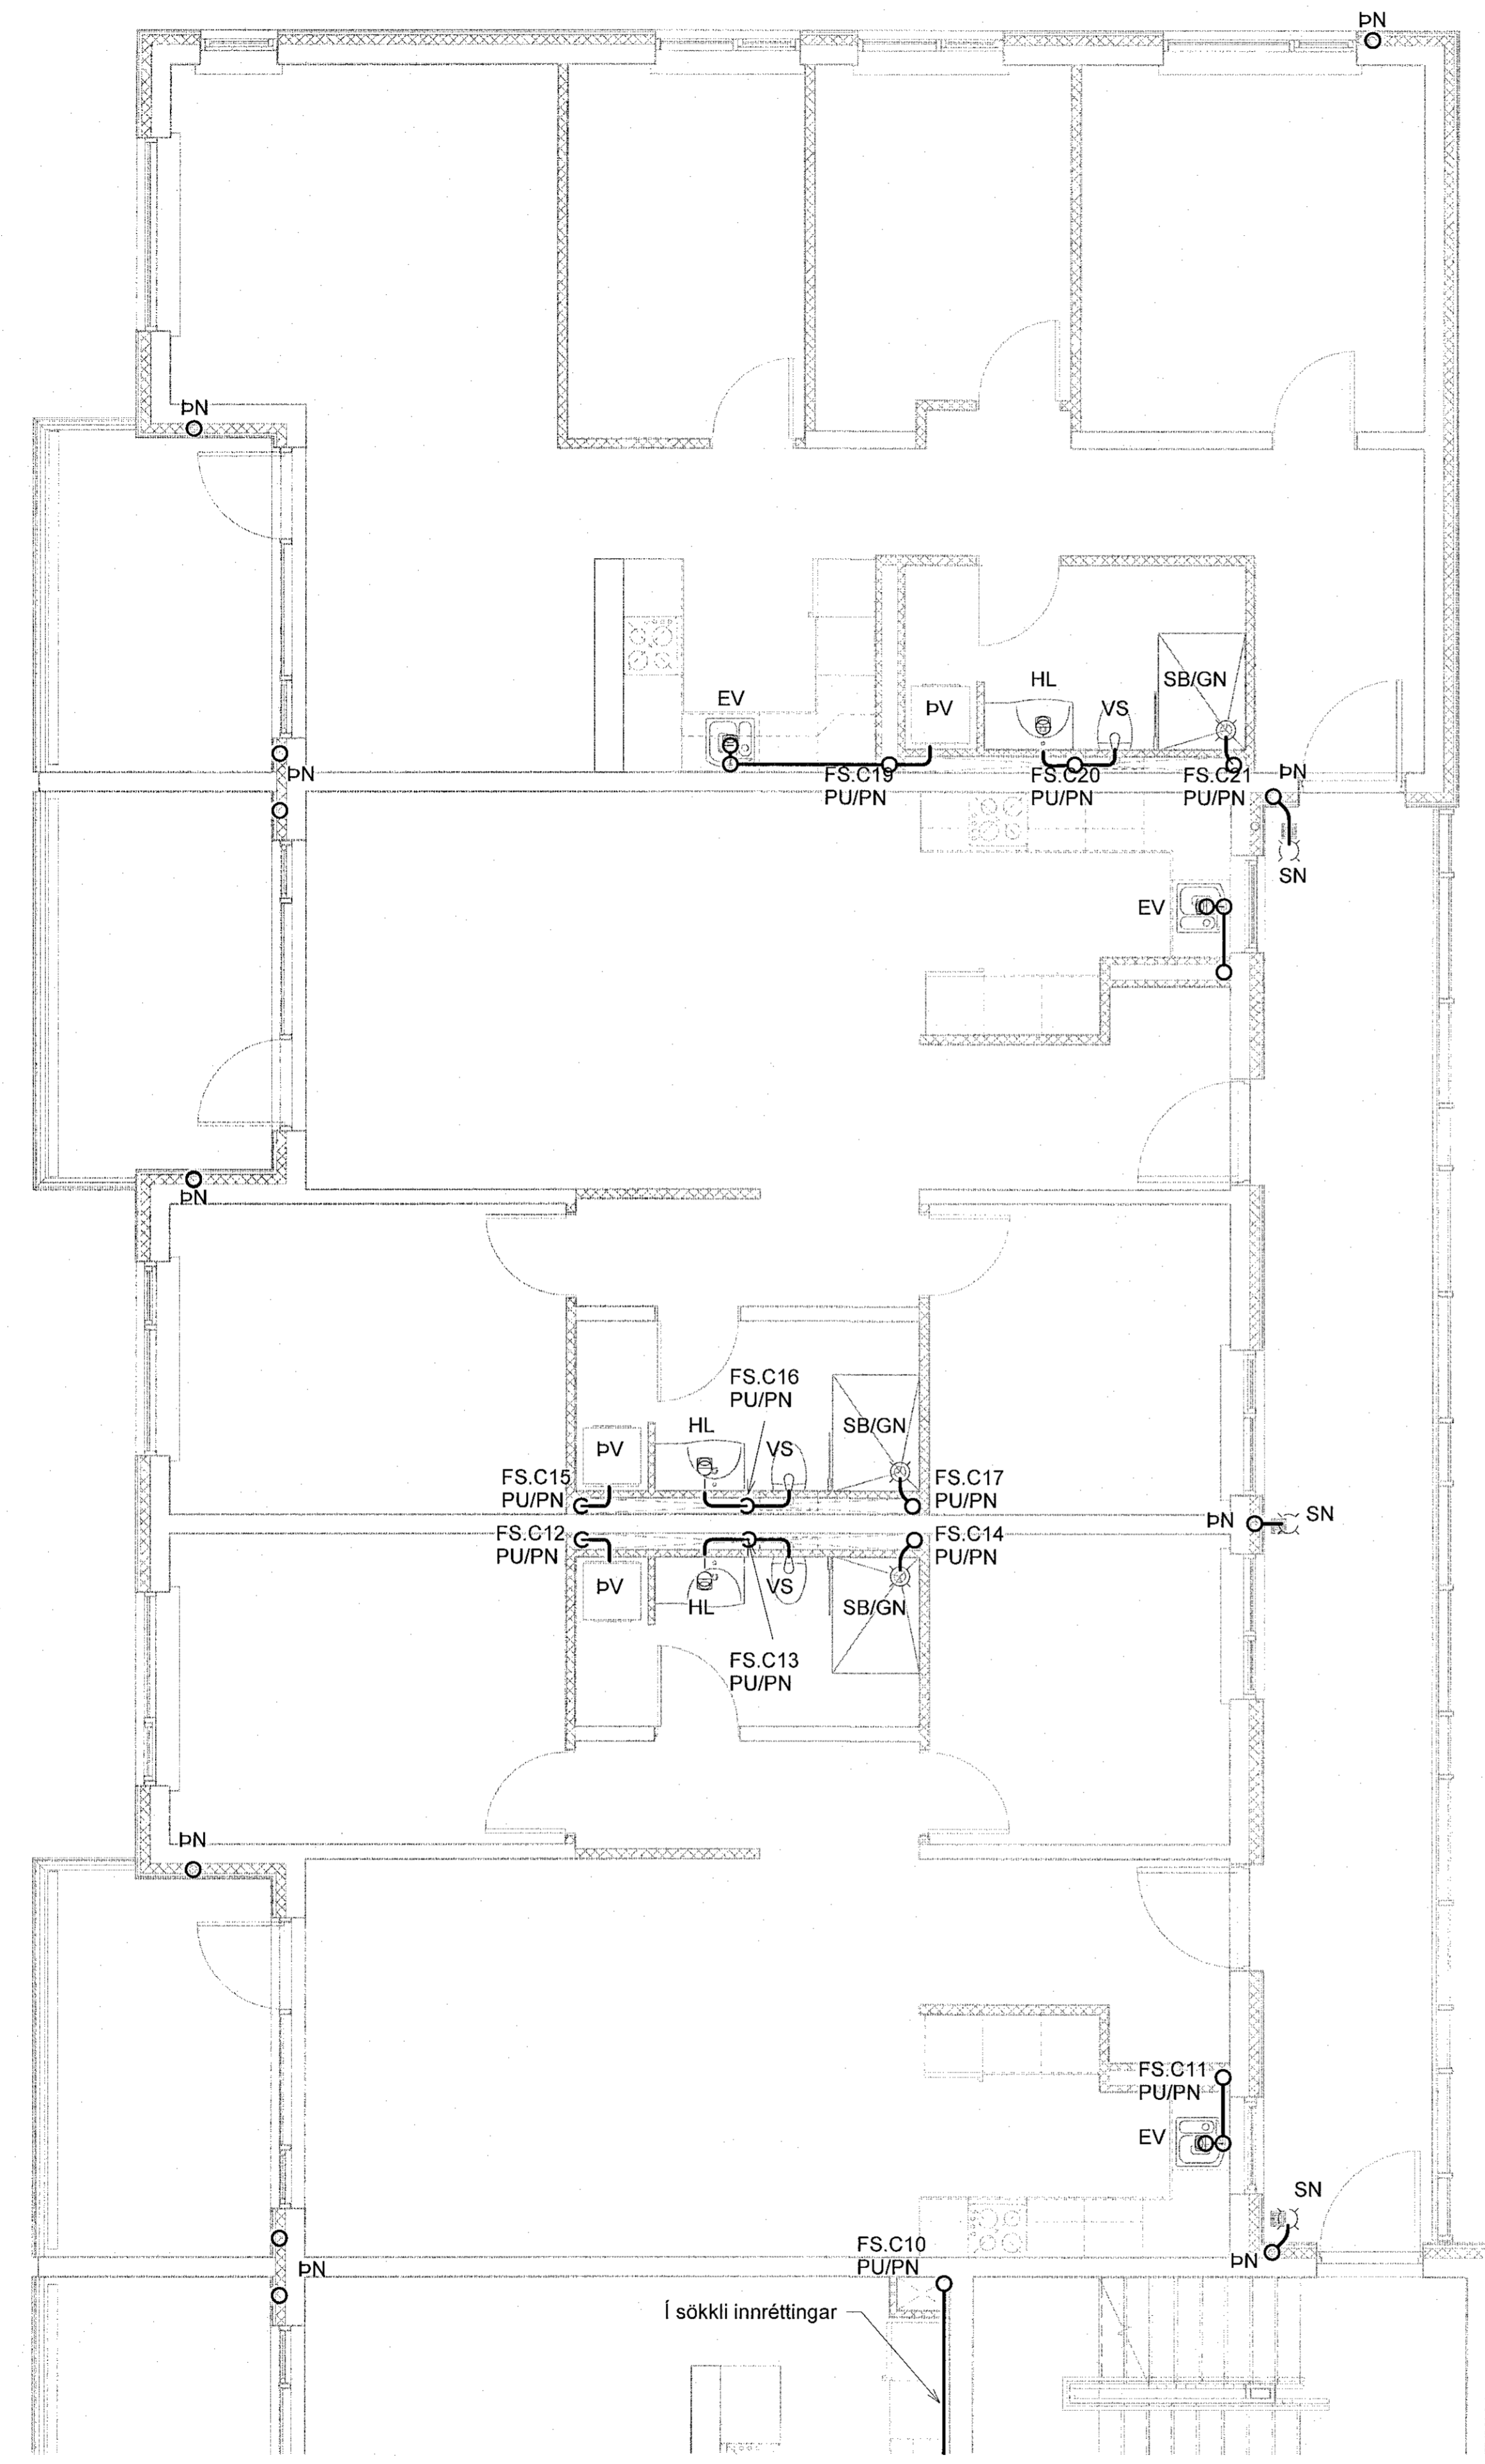 ÞN
ÞN
HL
SB/GN
EV
ÞV
VS
ÞN
FS.C19
PU/PN
FS.C20
PU/PN
FS.C21
PU/PN
ÞN
SN
EV
ÞN
FS.C16
PU/PN
HL
SB/GN
ÞV
VS
FS.C15
PU/PN
FS.C17
PU/PN
ÞN
SN
FS.C12
PU/PN
FS.C14
PU/PN
ÞV
VS
HL
SB/GN
FS.C13
PU/PN
ÞN
FS.C11
PU/PN
EV
SN
FS.C10
PU/PN
ÞN
ÞN
Í sökkli innréttingar